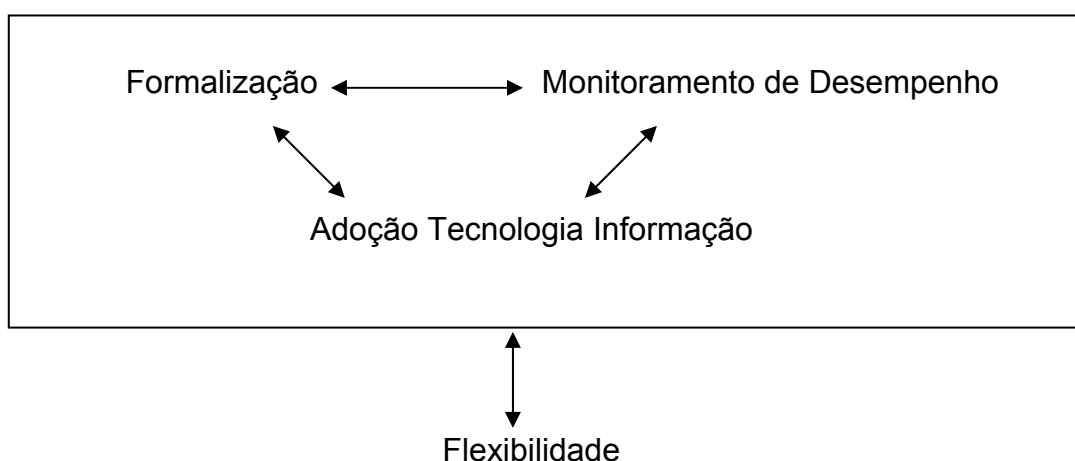 Formalização
Monitoramento de Desempenho
Adoção Tecnologia Informação
Flexibilidade